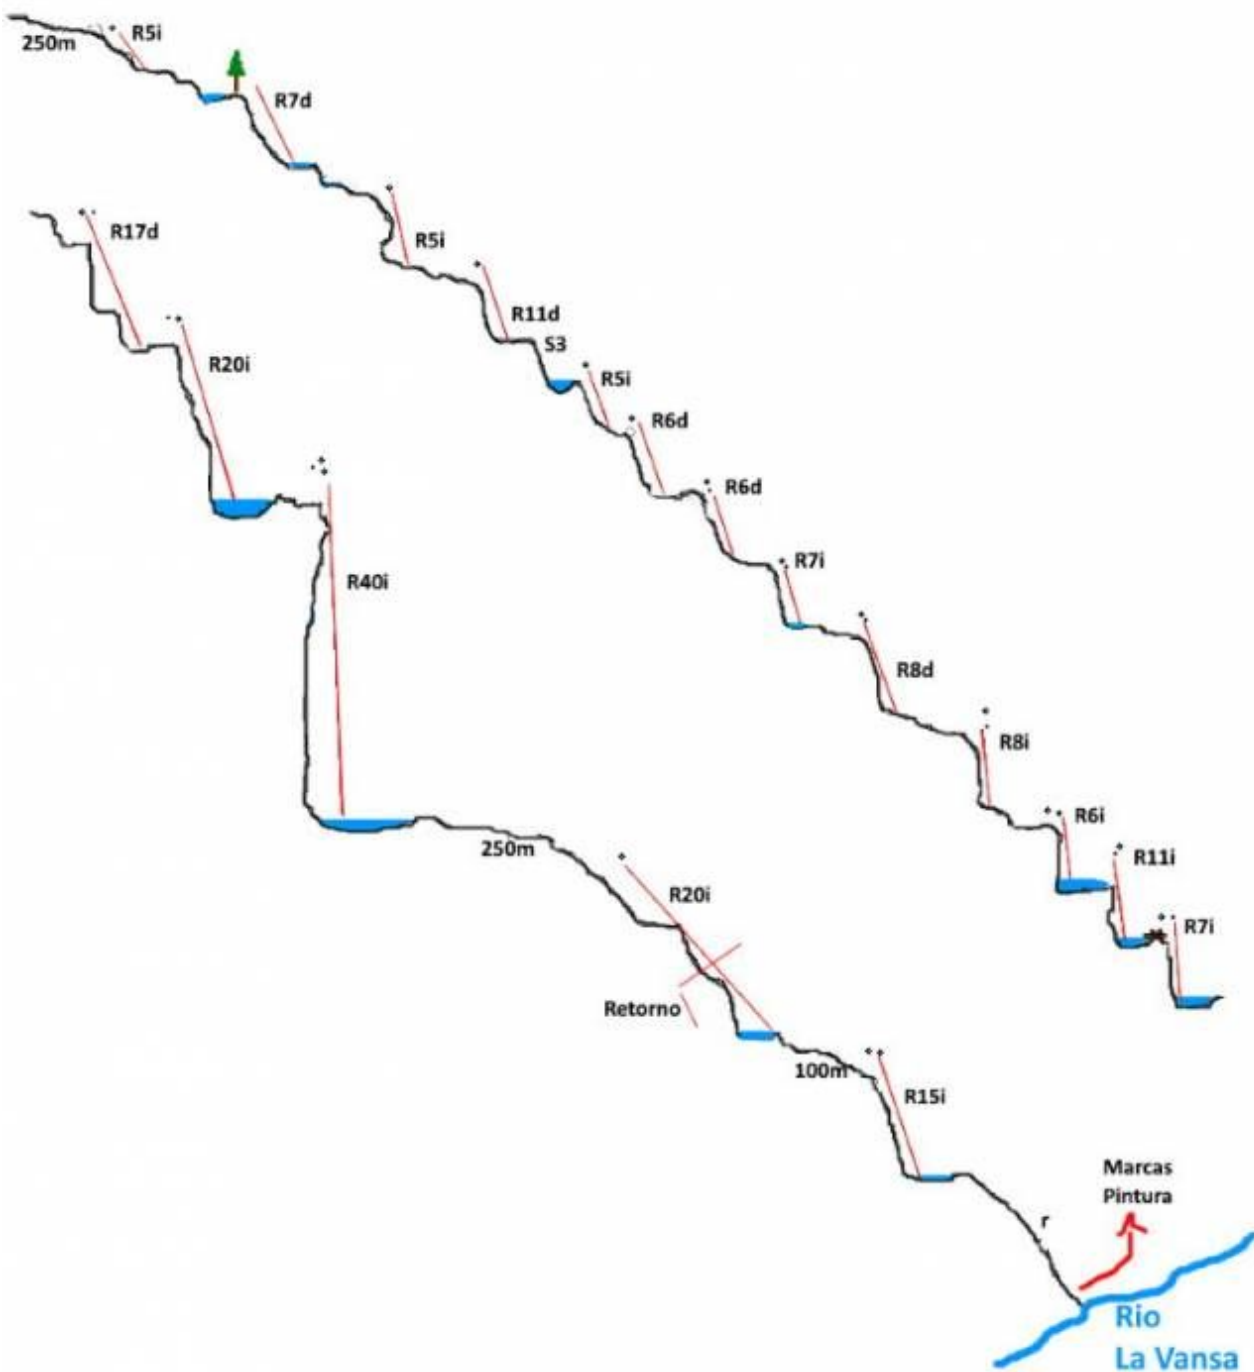 250m
R5i
R7d
R5i
R11d
S3
R5i
R6d
R6d
R7i
R8d
R8i
R6i
R11i
R7i
R17d
R20i
R40i
250m
R20i
Retorno
100m
R15i
r
Marcas
Pintura
Rio
La Vansa